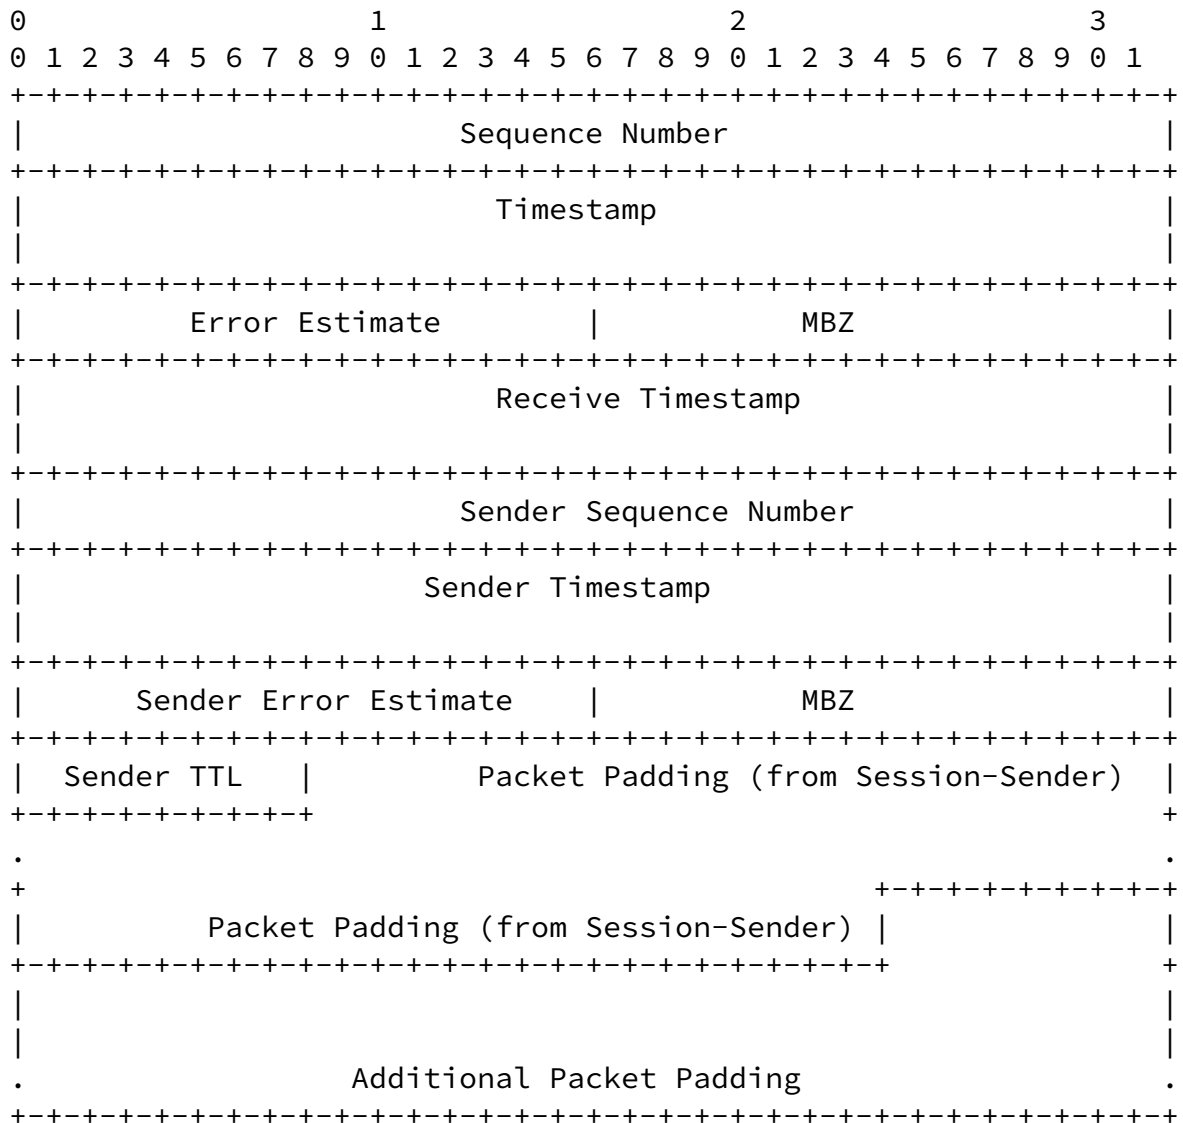 0                   1                   2                   3
0 1 2 3 4 5 6 7 8 9 0 1 2 3 4 5 6 7 8 9 0 1 2 3 4 5 6 7 8 9 0 1
+-+-+-+-+-+-+-+-+-+-+-+-+-+-+-+-+-+-+-+-+-+-+-+-+-+-+-+-+-+-+-+-+
|                        Sequence Number                        |
+-+-+-+-+-+-+-+-+-+-+-+-+-+-+-+-+-+-+-+-+-+-+-+-+-+-+-+-+-+-+-+-+
|                          Timestamp                            |
|                                                               |
+-+-+-+-+-+-+-+-+-+-+-+-+-+-+-+-+-+-+-+-+-+-+-+-+-+-+-+-+-+-+-+-+
|         Error Estimate        |           MBZ                 |
+-+-+-+-+-+-+-+-+-+-+-+-+-+-+-+-+-+-+-+-+-+-+-+-+-+-+-+-+-+-+-+-+
|                          Receive Timestamp                    |
|                                                               |
+-+-+-+-+-+-+-+-+-+-+-+-+-+-+-+-+-+-+-+-+-+-+-+-+-+-+-+-+-+-+-+-+
|                        Sender Sequence Number                 |
+-+-+-+-+-+-+-+-+-+-+-+-+-+-+-+-+-+-+-+-+-+-+-+-+-+-+-+-+-+-+-+-+
|                      Sender Timestamp                         |
|                                                               |
+-+-+-+-+-+-+-+-+-+-+-+-+-+-+-+-+-+-+-+-+-+-+-+-+-+-+-+-+-+-+-+-+
|      Sender Error Estimate    |           MBZ                 |
+-+-+-+-+-+-+-+-+-+-+-+-+-+-+-+-+-+-+-+-+-+-+-+-+-+-+-+-+-+-+-+-+
|  Sender TTL   |         Packet Padding (from Session-Sender)  |
+-+-+-+-+-+-+-+-+                                               +
.                                                               .
+                                               +-+-+-+-+-+-+-+-+
|          Packet Padding (from Session-Sender) |               |
+-+-+-+-+-+-+-+-+-+-+-+-+-+-+-+-+-+-+-+-+-+-+-+-+               +
|                                                               |
|                                                               |
.                  Additional Packet Padding                    .
+-+-+-+-+-+-+-+-+-+-+-+-+-+-+-+-+-+-+-+-+-+-+-+-+-+-+-+-+-+-+-+-+